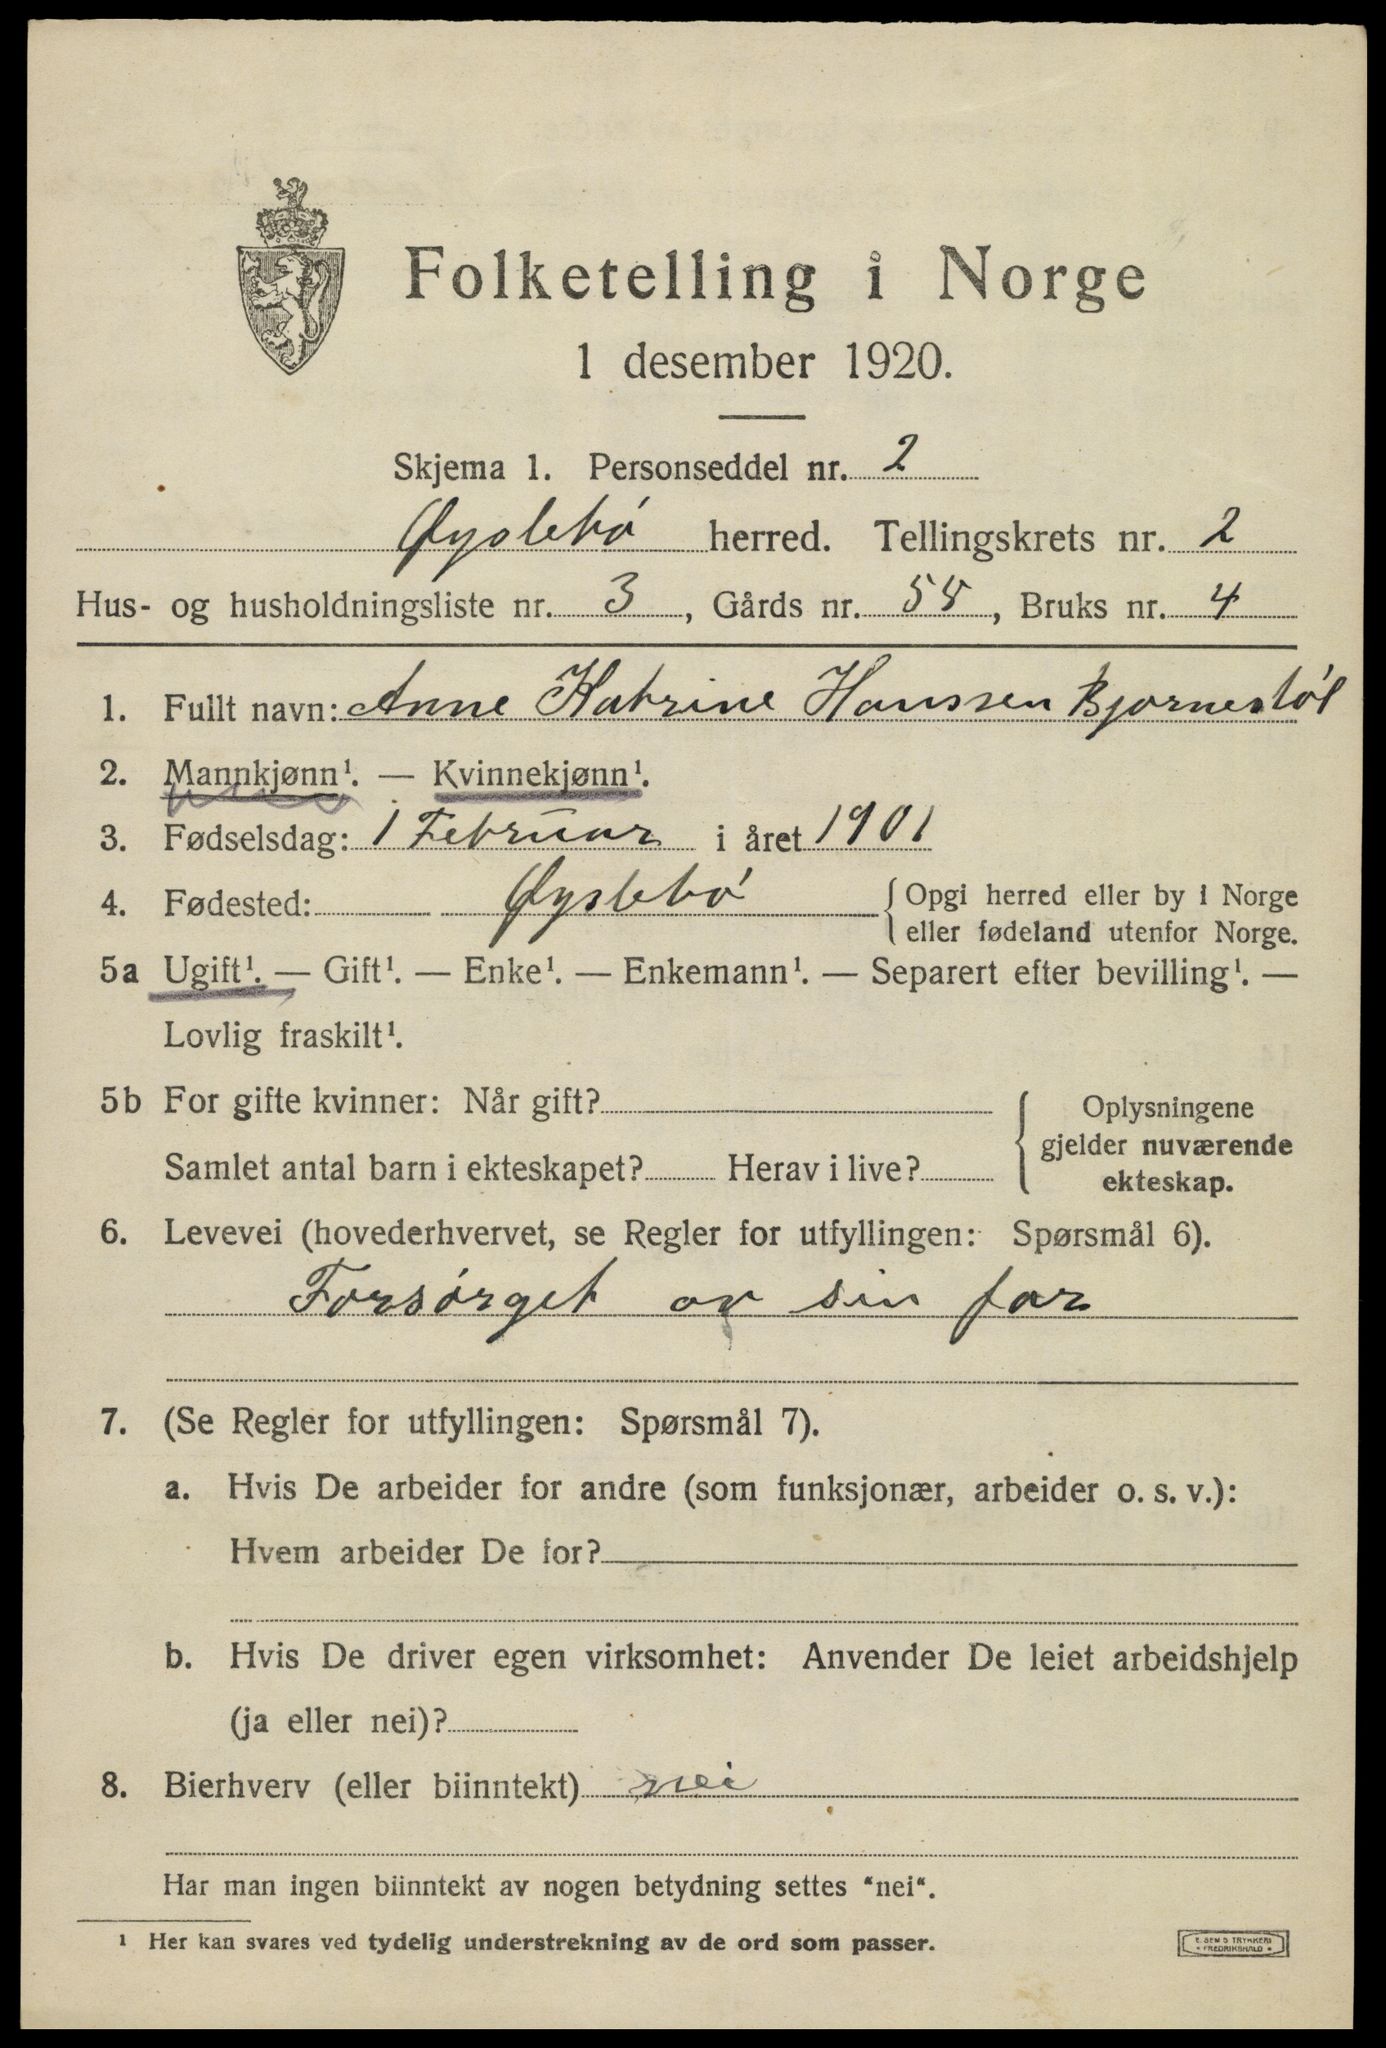 Folketelling i Norge
1 desember 1920.
Skjema 1. Personseddel nr. 2
Øyslebø herred. Tellingskrets nr. 2
Hus- og husholdningsliste nr. 3, Gårds nr. 58, Bruks nr. 4
1. Fullt navn: Anne Katrine Hanssen Bjornestøl
2. Mannkjønn¹. — Kvinnekjønn¹.
3. Fødselsdag: 1 Februar i året 1901
4. Fødested: Øyslebø { Opgi herred eller by i Norge
eller fødeland utenfor Norge.
5a Ugift¹. — Gift¹. — Enke¹. — Enkemann¹. — Separert efter bevilling¹. —
Lovlig fraskilt¹.
5b For gifte kvinner: Når gift? { Oplysningene
gjelder nuværende
Samlet antal barn i ekteskapet? Herav i live? ekteskap.
6. Levevei (hovederhvervet, se Regler for utfyllingen: Spørsmål 6).
Forsørget av sin far
7. (Se Regler for utfyllingen: Spørsmål 7).
a. Hvis De arbeider for andre (som funksjonær, arbeider o. s. v.):
Hvem arbeider De for?
b. Hvis De driver egen virksomhet: Anvender De leiet arbeidshjelp
(ja eller nei)?
8. Bierhverv (eller biinntekt) nei
Har man ingen biinntekt av nogen betydning settes "nei".
¹ Her kan svares ved tydelig understrekning av de ord som passer.
E. SEM'S TRYKKERI
• FREDRIKSHALD •